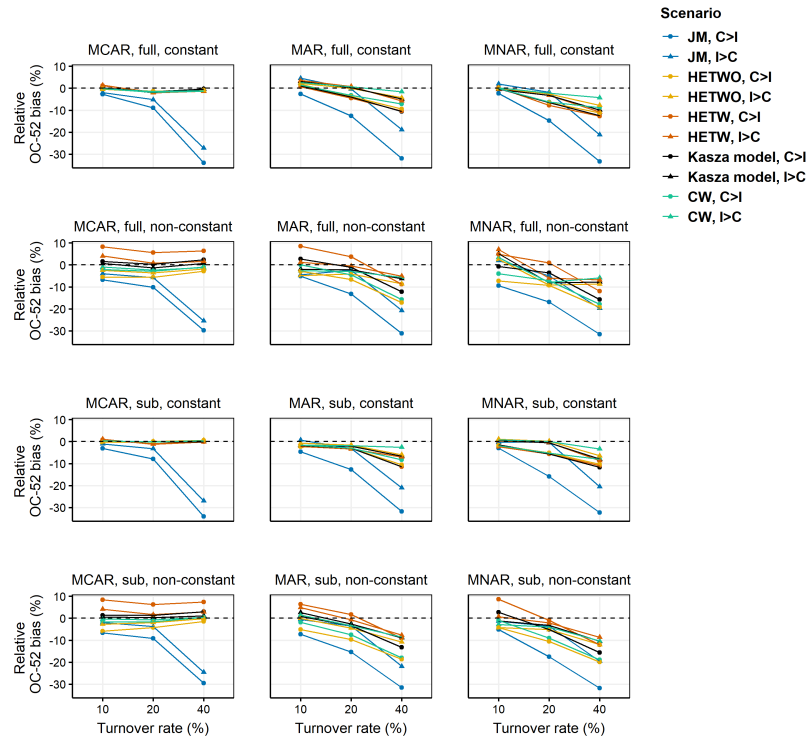 Scenario
JM, C>I
JM, I>C
HETWO, C>I
HETWO, I>C
HETW, C>I
HETW, I>C
Kasza model, C>I
Kasza model, I>C
CW, C>I
CW, I>C
MCAR, full, constant
MAR, full, constant
MNAR, full, constant
Relative
OC-52 bias (%)
10
0
-10
-20
-30
MCAR, full, non-constant
MAR, full, non-constant
MNAR, full, non-constant
Relative
OC-52 bias (%)
10
0
-10
-20
-30
MCAR, sub, constant
MAR, sub, constant
MNAR, sub, constant
Relative
OC-52 bias (%)
10
0
-10
-20
-30
MCAR, sub, non-constant
MAR, sub, non-constant
MNAR, sub, non-constant
Relative
OC-52 bias (%)
10
0
-10
-20
-30
10 20 40
10 20 40
10 20 40
Turnover rate (%)
Turnover rate (%)
Turnover rate (%)